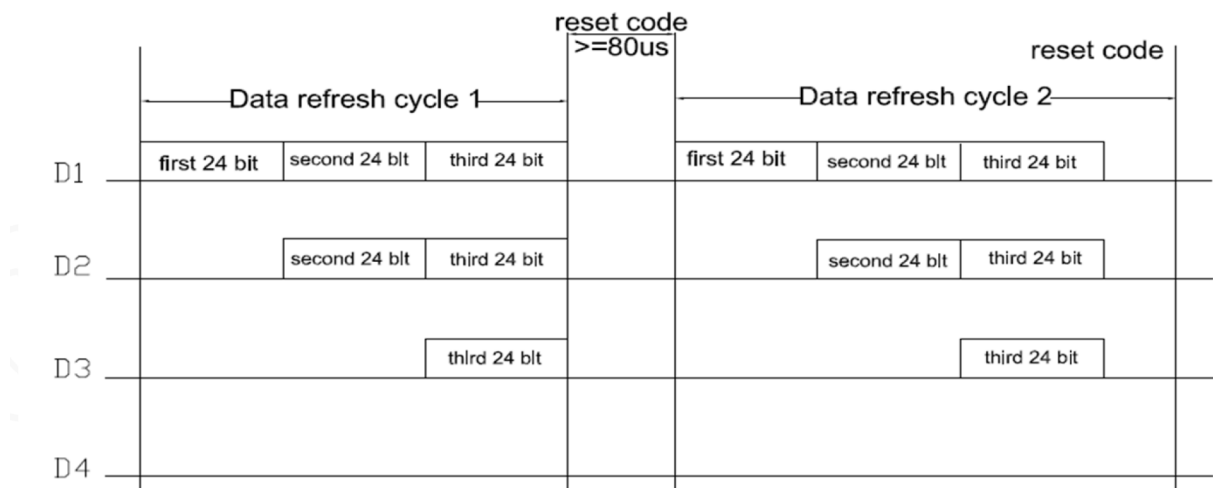 reset code
>=80us
reset code
Data refresh cycle 1
Data refresh cycle 2
D1 first 24 bit second 24 blt third 24 bit first 24 bit second 24 blt third 24 bit
D2 second 24 blt third 24 bit second 24 blt third 24 bit
D3 thlrd 24 blt third 24 bit
D4